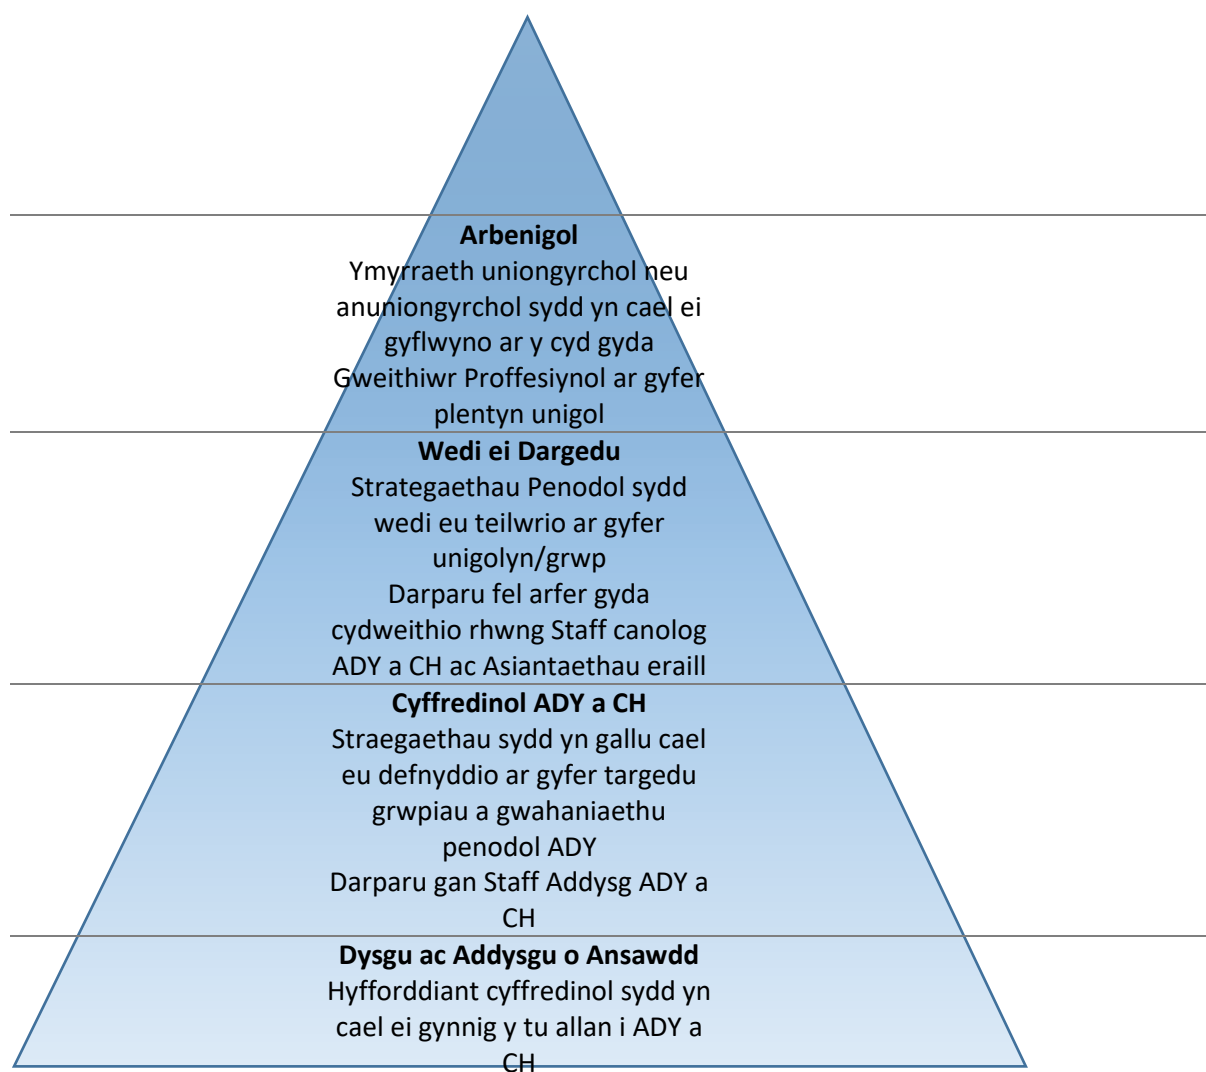 Arbenigol
Ymyrraeth uniongyrchol neu
anuniongyrchol sydd yn cael ei
gyflwyno ar y cyd gyda
Gweithiwr Proffesiynol ar gyfer
plentyn unigol
Wedi ei Dargedu
Strategaethau Penodol sydd
wedi eu teilwrio ar gyfer
unigolyn/grwp
Darparu fel arfer gyda
cydweithio rhwng Staff canolog
ADY a CH ac Asiantaethau eraill
Cyffredinol ADY a CH
Straegaethau sydd yn gallu cael
eu defnyddio ar gyfer targedu
grwpiau a gwahaniaethu
penodol ADY
Darparu gan Staff Addysg ADY a
CH
Dysgu ac Addysgu o Ansawdd
Hyfforddiant cyffredinol sydd yn
cael ei gynnig y tu allan i ADY a
CH